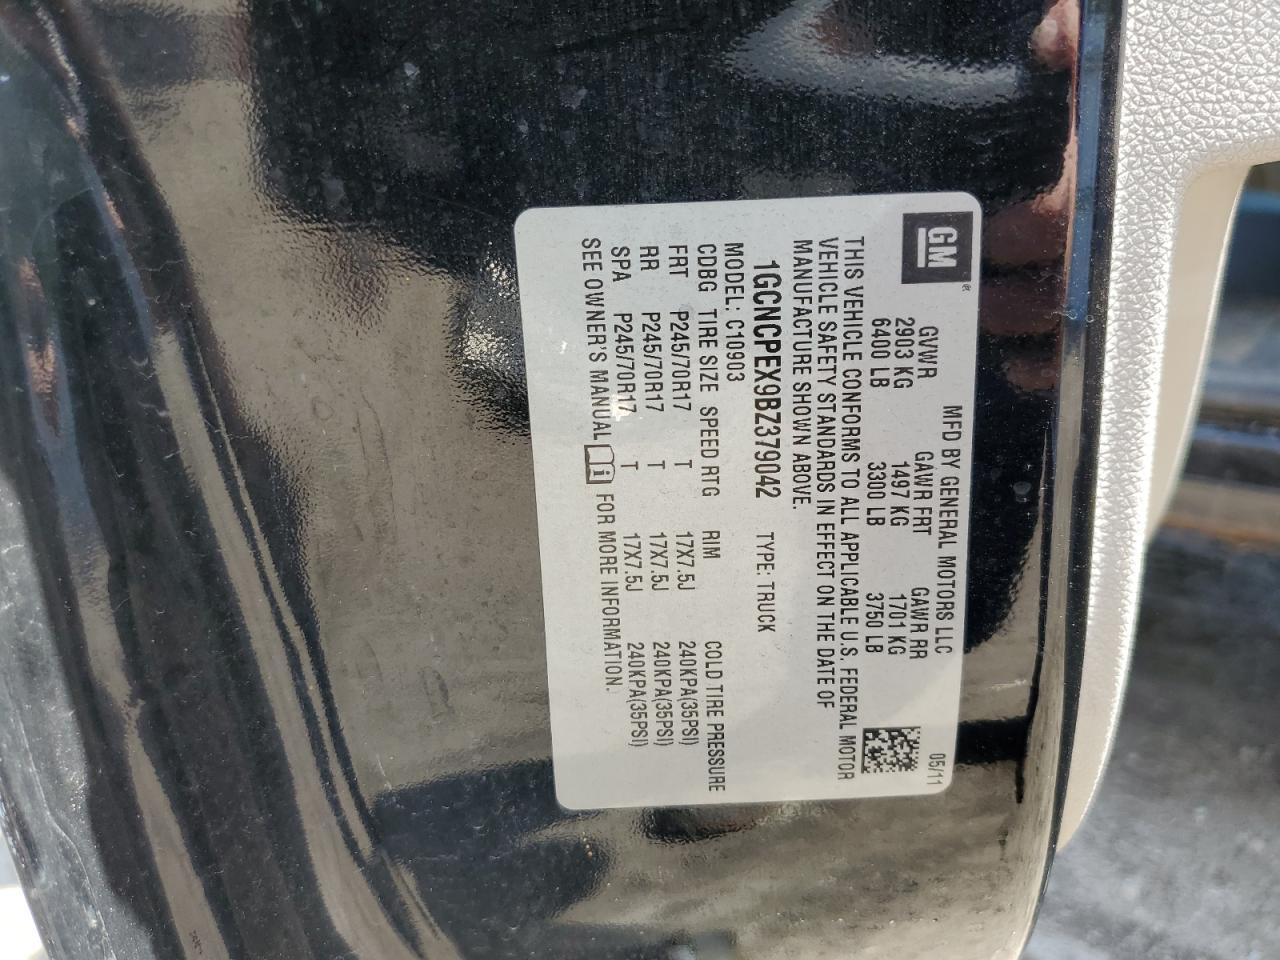 GM
MFD BY GENERAL MOTORS LLC 05/11
GVWR GAWR FRT GAWR RR
2903 KG 1497 KG 1701 KG
6400 LB 3300 LB 3750 LB
THIS VEHICLE CONFORMS TO ALL APPLICABLE U.S. FEDERAL MOTOR
VEHICLE SAFETY STANDARDS IN EFFECT ON THE DATE OF
MANUFACTURE SHOWN ABOVE.
1GCNCPEX9BZ379042 TYPE: TRUCK
MODEL: C10903
CDBG TIRE SIZE SPEED RTG RIM COLD TIRE PRESSURE
FRT P245/70R17 T 17X7.5J 240KPA(35PSI)
RR P245/70R17 T 17X7.5J 240KPA(35PSI)
SPA P245/70R17 T 17X7.5J 240KPA(35PSI)
SEE OWNER'S MANUAL FOR MORE INFORMATION.